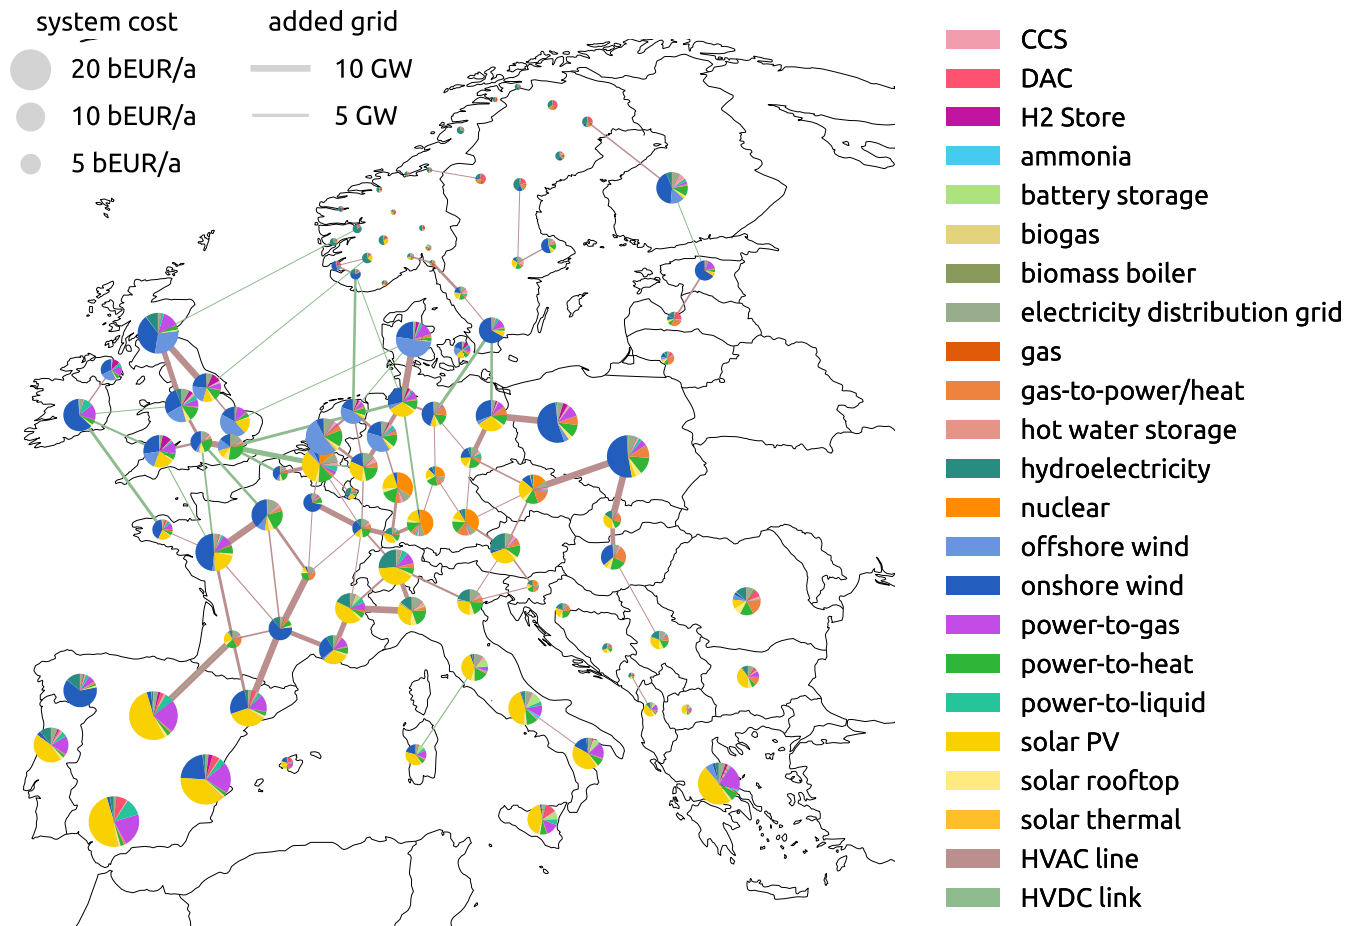 system cost
added grid
20 bEUR/a
10 GW
10 bEUR/a
5 GW
5 bEUR/a
CCS
DAC
H2 Store
ammonia
battery storage
biogas
biomass boiler
electricity distribution grid
gas
gas-to-power/heat
hot water storage
hydroelectricity
nuclear
offshore wind
onshore wind
power-to-gas
power-to-heat
power-to-liquid
solar PV
solar rooftop
solar thermal
HVAC line
HVDC link